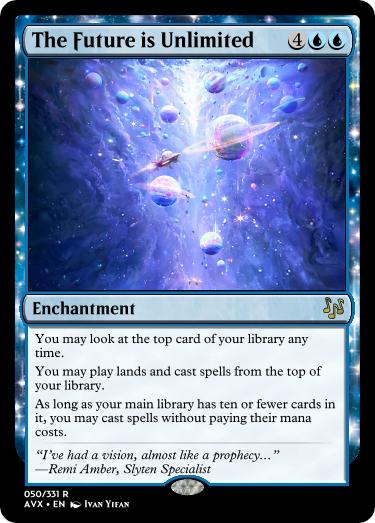 The Future is Unlimited 4
Enchantment
You may look at the top card of your library any
time.
You may play lands and cast spells from the top of
your library.
As long as your main library has ten or fewer cards in
it, you may cast spells without paying their mana
costs.
“I’ve had a vision, almost like a prophecy…”
—Remi Amber, Slyten Specialist
050/331 R
AVX • EN Ivan Yifan